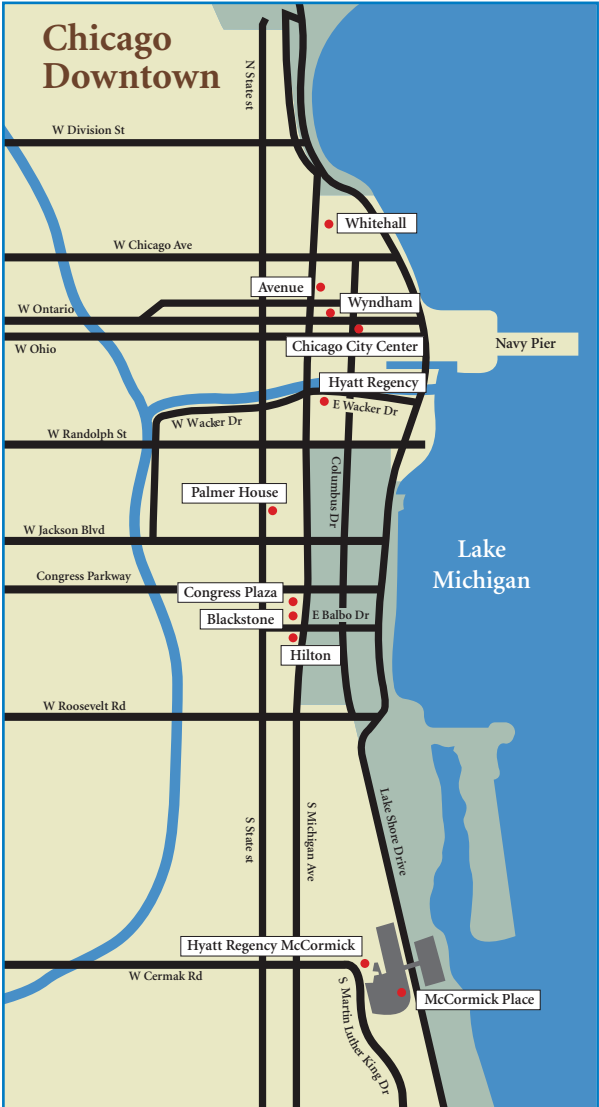 Chicago
Downtown
N State st
W Division St
Whitehall
W Chicago Ave
Avenue
Wyndham
W Ontario
Chicago City Center
Navy Pier
W Ohio
Hyatt Regency
E Wacker Dr
W Wacker Dr
W Randolph St
Columbus Dr
Palmer House
W Jackson Blvd
Lake
Michigan
Congress Parkway
Congress Plaza
Blackstone
E Balbo Dr
Hilton
W Roosevelt Rd
Lake Shore Drive
S State st
S Michigan Ave
Hyatt Regency McCormick
W Cermak Rd
McCormick Place
S Martin Luther King Dr